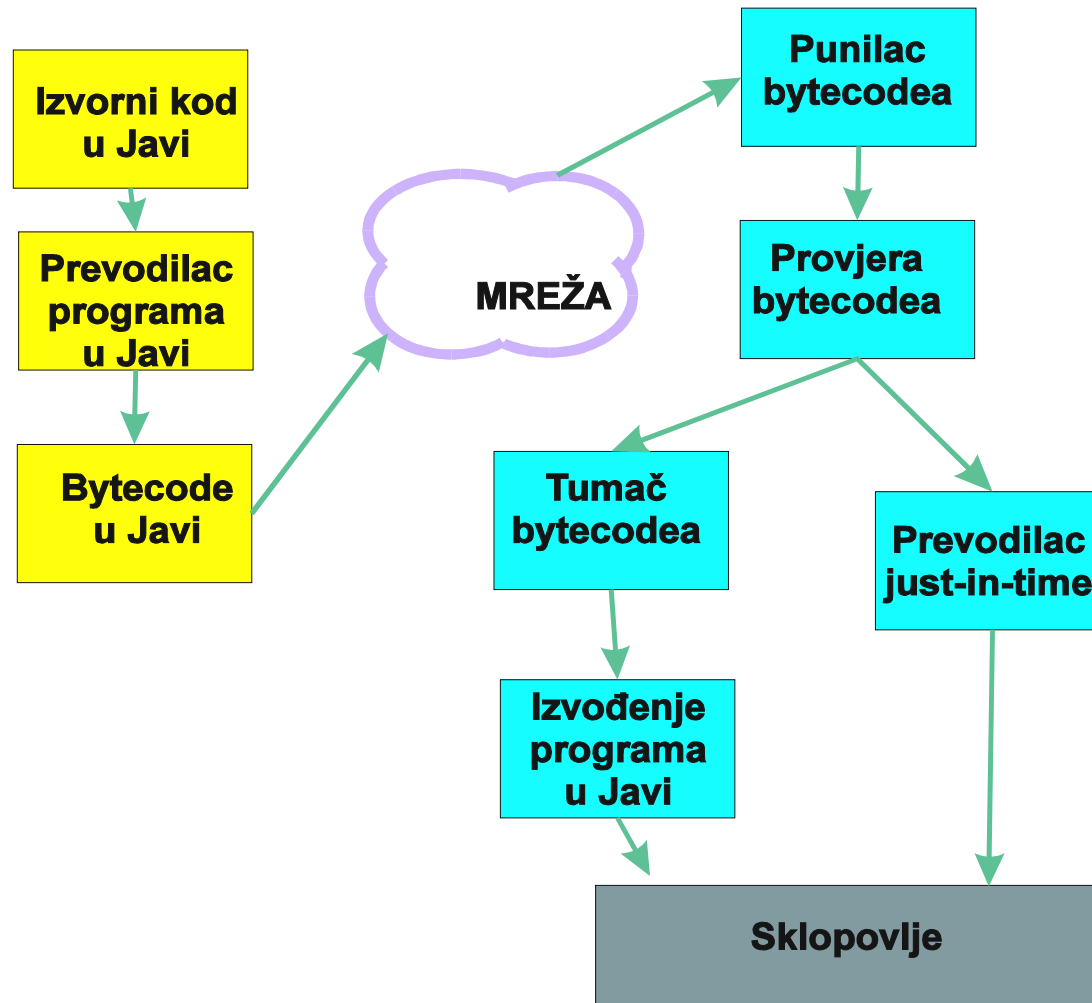 Izvorni kod
u Javi
Prevodilac
programa
u Javi
Bytecode
u Javi
MREŽA
Punilac
bytecodea
Provjera
bytecodea
Tumač
bytecodea
Prevodilac
just-in-time
Izvođenje
programa
u Javi
Sklopovlje